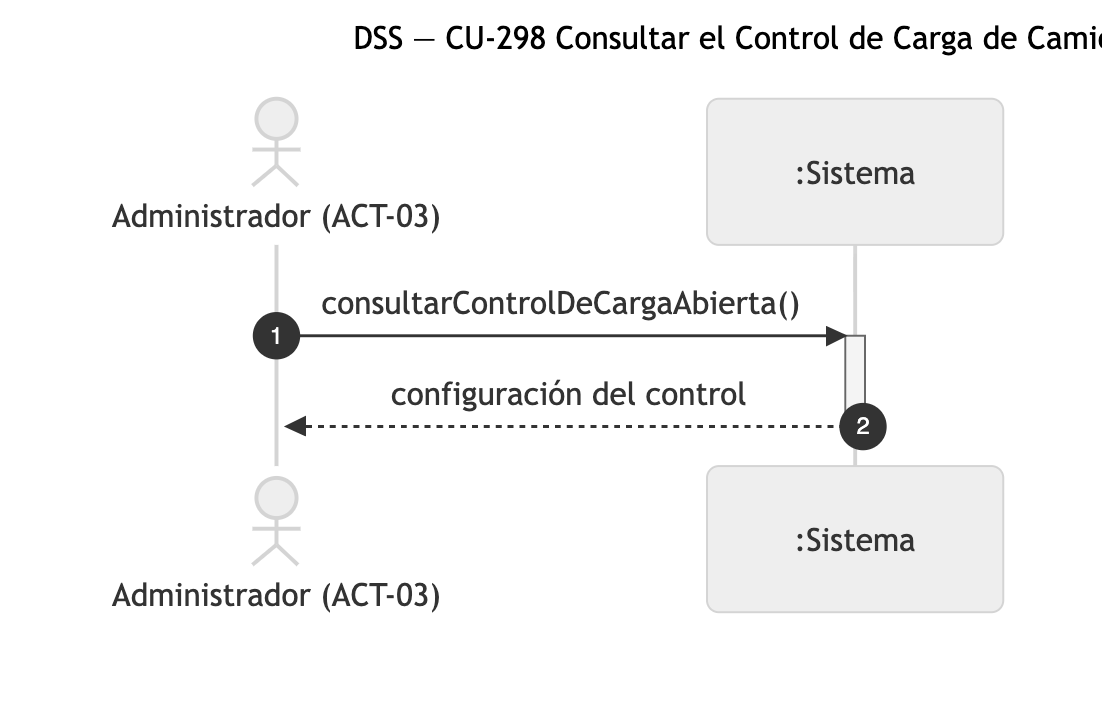 DSS — CU-298 Consultar el Control de Carga de
Administrador (ACT-03)
:Sistema
consultarControlDeCargaAbierta()
1
configuración del control
2
:Sistema
Administrador (ACT-03)